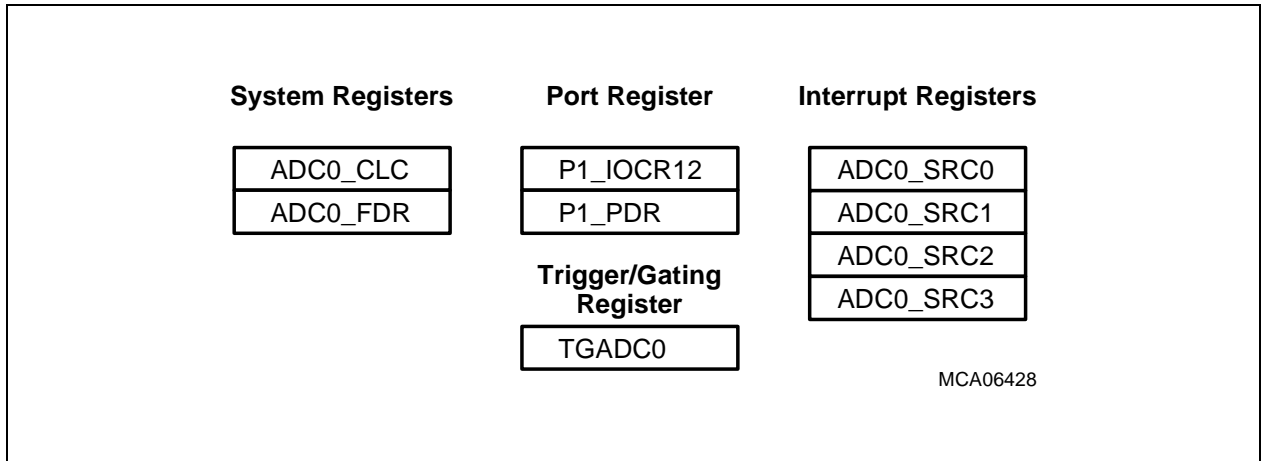 System Registers
ADC0_CLC
ADC0_FDR
Port Register
P1_IOCR12
P1_PDR
Trigger/Gating
Register
TGADC0
Interrupt Registers
ADC0_SRC0
ADC0_SRC1
ADC0_SRC2
ADC0_SRC3
MCA06428